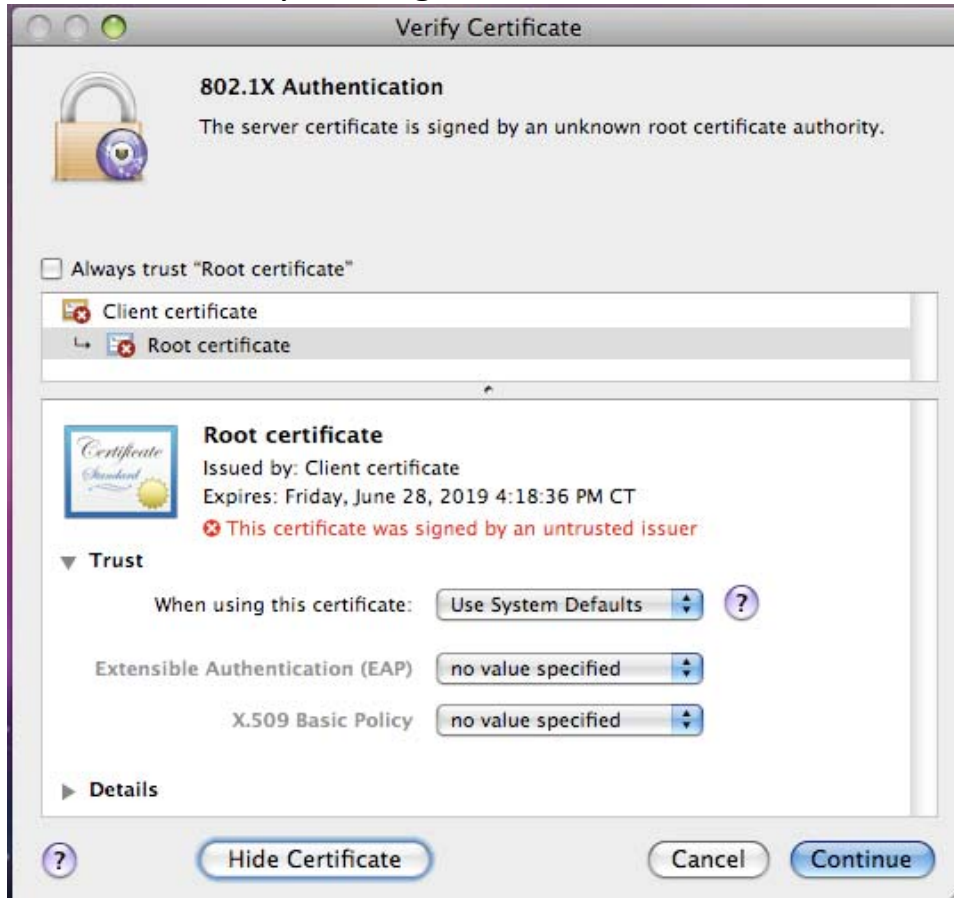 Verify Certificate
802.1X Authentication
The server certificate is signed by an unknown root certificate authority.
Always trust “Root certificate”
Client certificate
Root certificate
Certificate
Standard
Root certificate
Issued by: Client certificate
Expires: Friday, June 28, 2019 4:18:36 PM CT
This certificate was signed by an untrusted issuer
Trust
When using this certificate: Use System Defaults ?
Extensible Authentication (EAP) no value specified
X.509 Basic Policy no value specified
Details
? Hide Certificate Cancel Continue